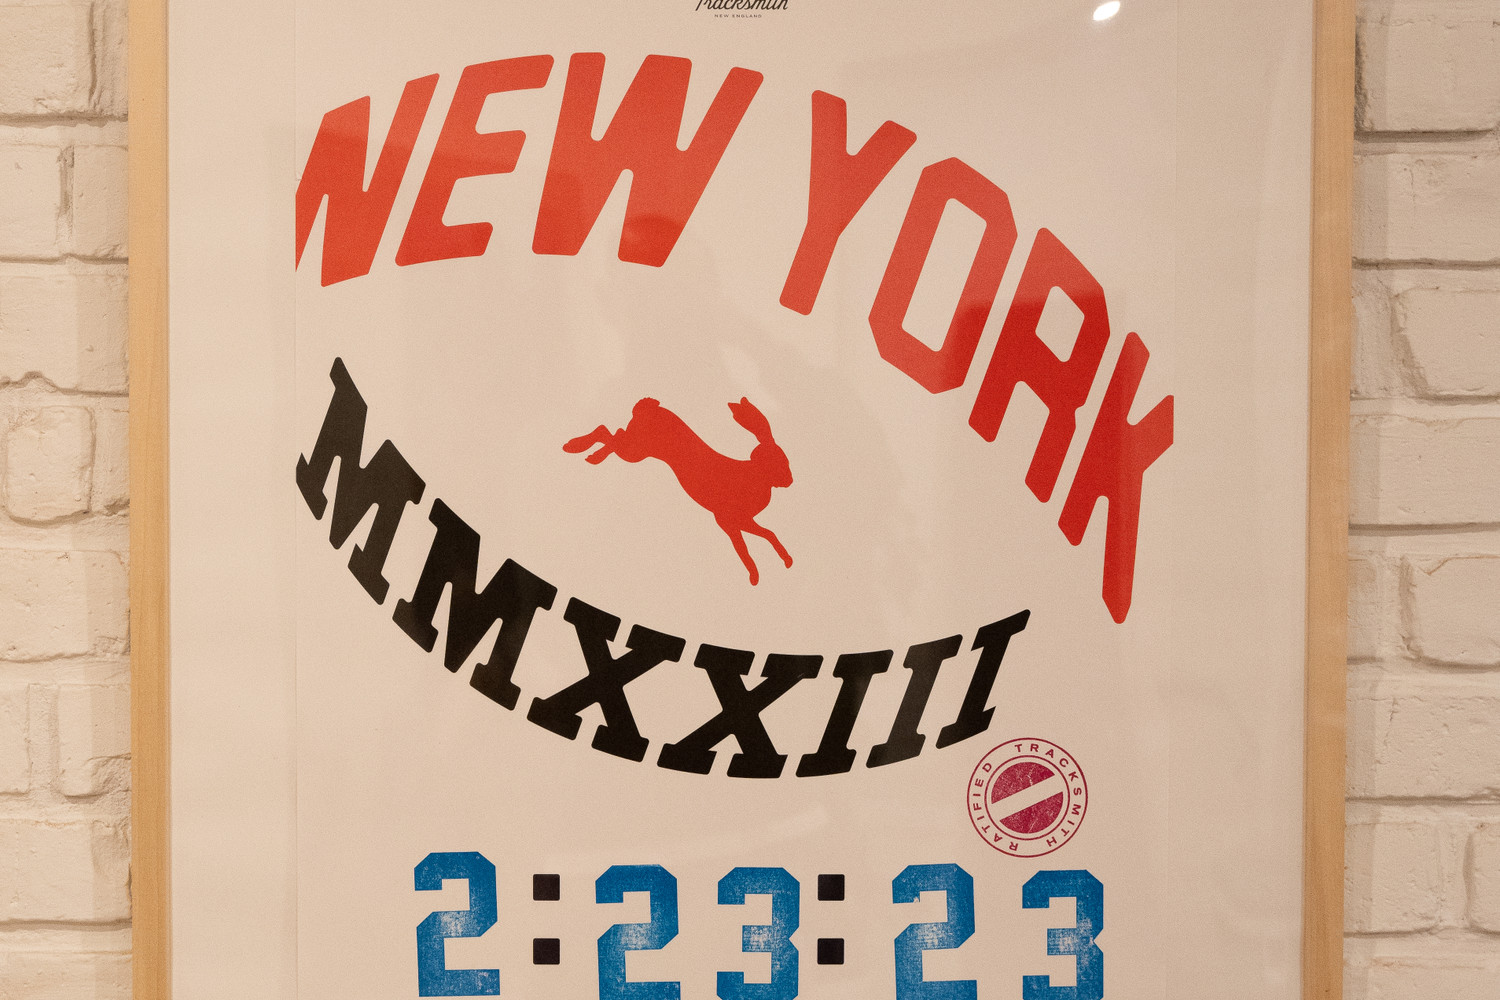 Tracksmith
NEW ENGLAND
NEW YORK
MMXXIII
TRACKSMITH RATIFIED
2:23:23